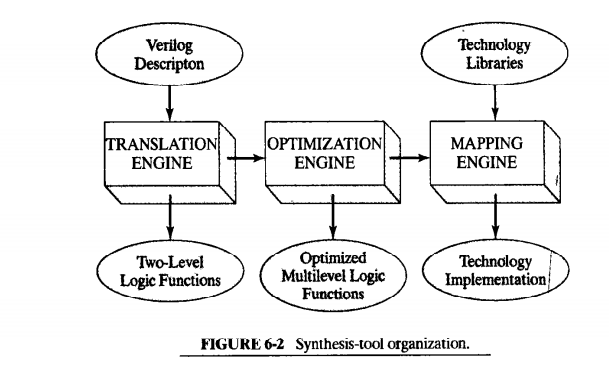 Verilog
Descripton
Technology
Libraries
TRANSLATION
ENGINE
OPTIMIZATION
ENGINE
MAPPING
ENGINE
Two-Level
Logic Functions
Optimized
Multilevel Logic
Functions
Technology
Implementation
FIGURE 6-2 Synthesis-tool organization.